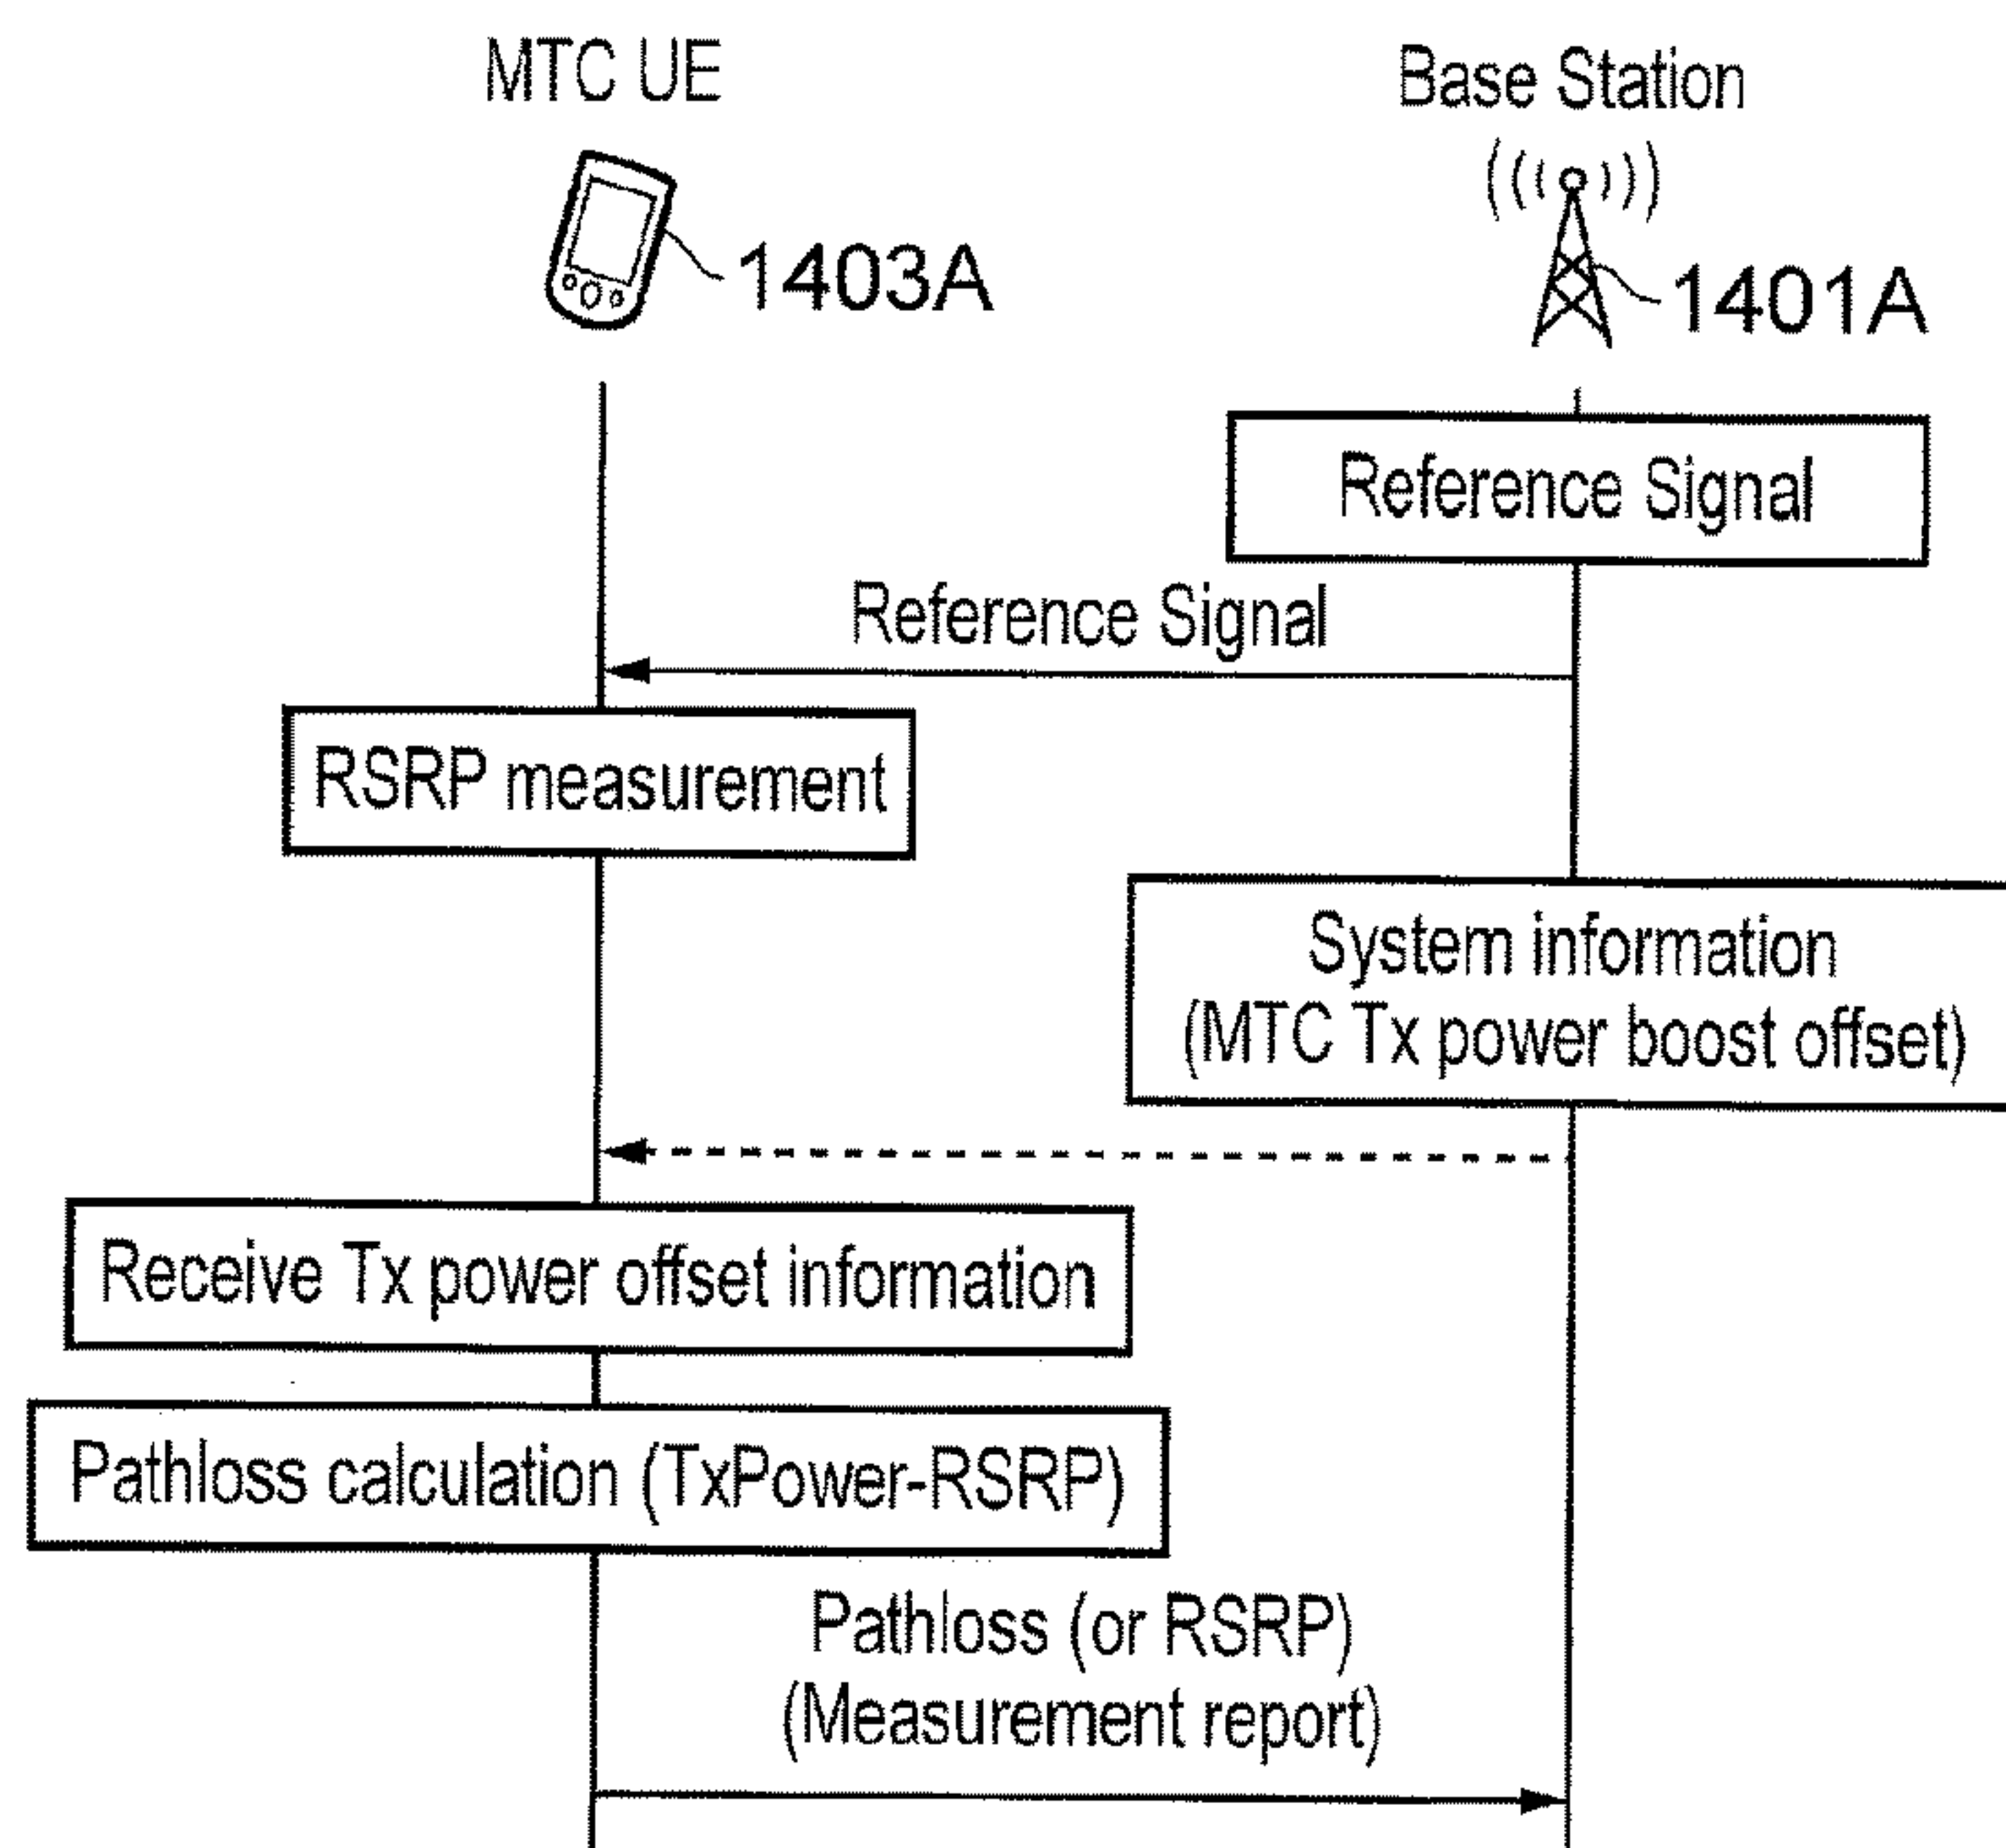 MTC UE
Base Station
1403A
1401A
Reference Signal
Reference Signal
RSRP measurement
System information
(MTC Tx power boost offset)
Receive Tx power offset information
Pathloss calculation (TxPower-RSRP)
Pathloss (or RSRP)
(Measurement report)